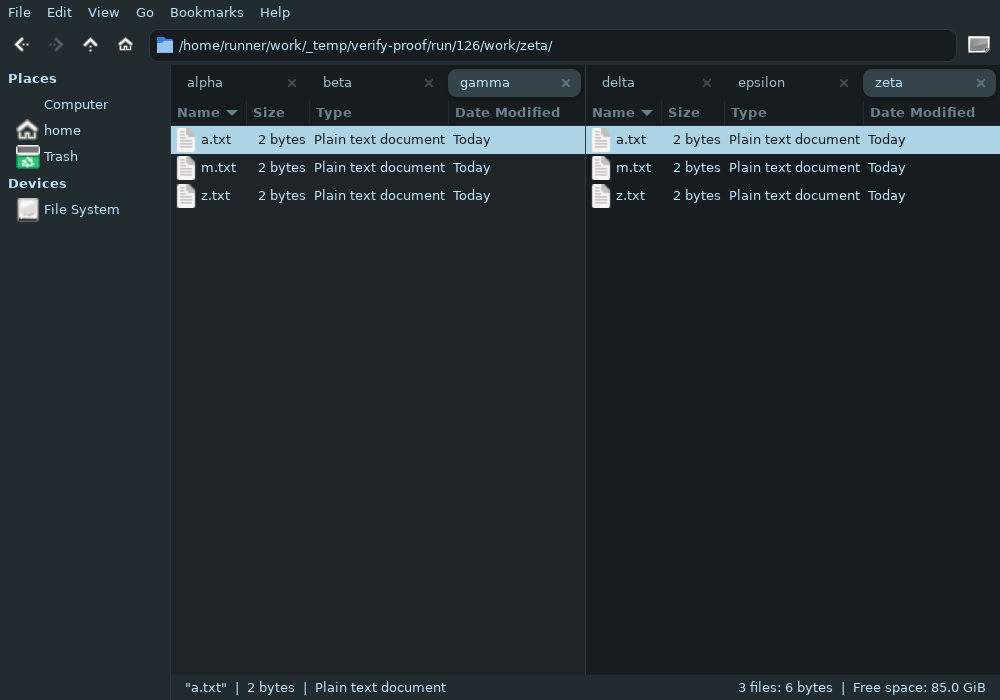 File Edit View Go Bookmarks Help
/home/runner/work/_temp/verify-proof/run/126/work/zeta/
Places
Computer
home
Trash
Devices
File System
alpha beta gamma
Name Size Type Date Modified
a.txt 2 bytes Plain text document Today
m.txt 2 bytes Plain text document Today
z.txt 2 bytes Plain text document Today
delta epsilon zeta
Name Size Type Date Modified
a.txt 2 bytes Plain text document Today
m.txt 2 bytes Plain text document Today
z.txt 2 bytes Plain text document Today
"a.txt" | 2 bytes | Plain text document
3 files: 6 bytes | Free space: 85.0 GiB